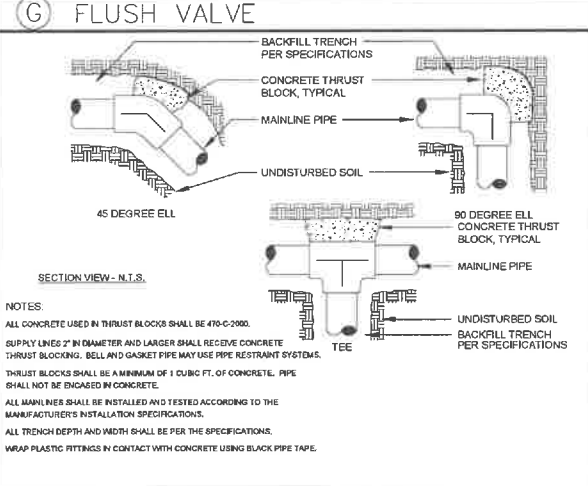 G FLUSH VALVE
BACKFILL TRENCH
PER SPECIFICATIONS
CONCRETE THRUST
BLOCK, TYPICAL
MAINLINE PIPE
UNDISTURBED SOIL
45 DEGREE ELL
90 DEGREE ELL
CONCRETE THRUST
BLOCK, TYPICAL
MAINLINE PIPE
SECTION VIEW - N.T.S.
UNDISTURBED SOIL
BACKFILL TRENCH
PER SPECIFICATIONS
TEE
NOTES:
ALL CONCRETE USED IN THRUST BLOCKS SHALL BE 470-C-2000.
SUPPLY LINES 2" IN DIAMETER AND LARGER SHALL RECEIVE CONCRETE
THRUST BLOCKING. BELL AND GASKET PIPE MAY USE PIPE RESTRAINT SYSTEMS.
THRUST BLOCKS SHALL BE A MINIMUM OF 1 CUBIC FT. OF CONCRETE. PIPE
SHALL NOT BE ENCASED IN CONCRETE.
ALL MAINLINES SHALL BE INSTALLED AND TESTED ACCORDING TO THE
MANUFACTURER'S INSTALLATION SPECIFICATIONS.
ALL TRENCH DEPTH AND WIDTH SHALL BE PER THE SPECIFICATIONS.
WRAP PLASTIC FITTINGS IN CONTACT WITH CONCRETE USING BLACK PIPE TAPE.